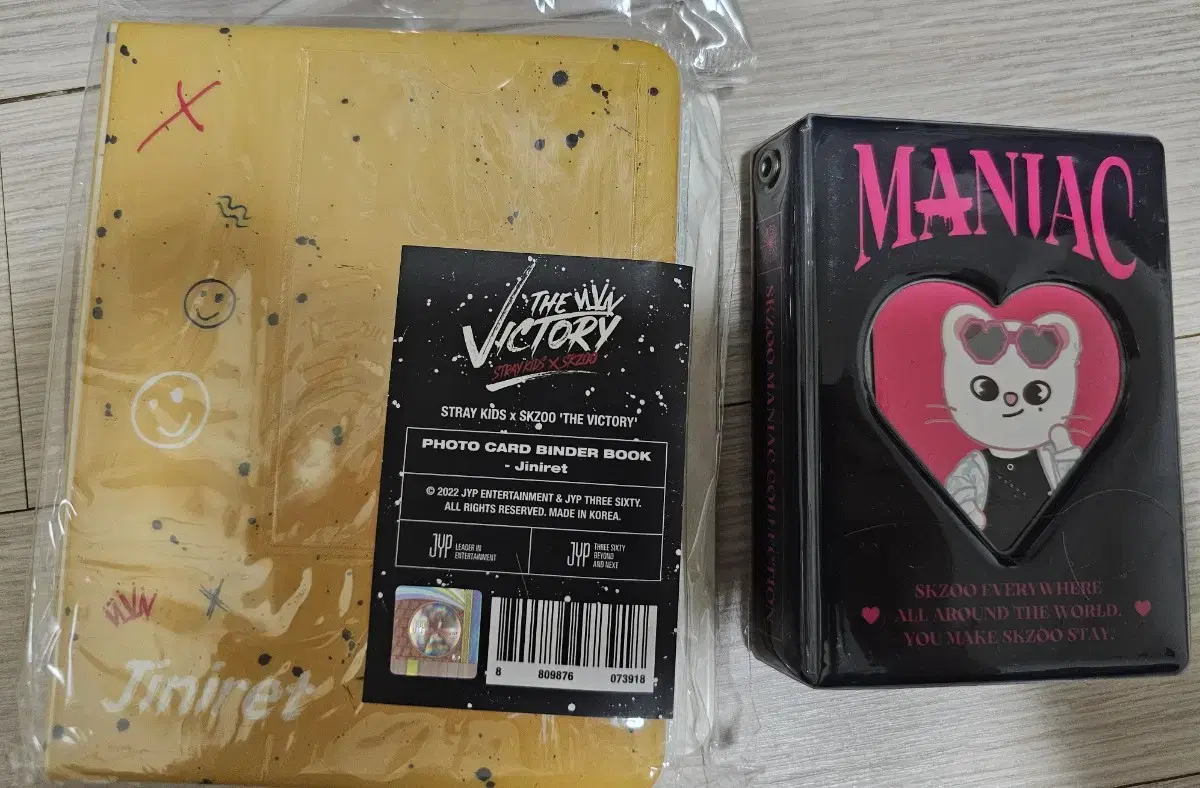 THE
VICTORY
STRAY KIDS X SKZOO
STRAY KIDS x SKZOO 'THE VICTORY'
PHOTO CARD BINDER BOOK
- Jiniret
© 2022 JYP ENTERTAINMENT & JYP THREE SIXTY.
ALL RIGHTS RESERVED. MADE IN KOREA.
JYP LEADER IN
ENTERTAINMENT
JYP THREE SIXTY
BEYOND
AND NEXT
8 809876 073918
Jiniret
MANIAC
SKZOO MANIAC COLLECTION
SKZOO EVERYWHERE
ALL AROUND THE WORLD.
YOU MAKE SKZOO STAY.